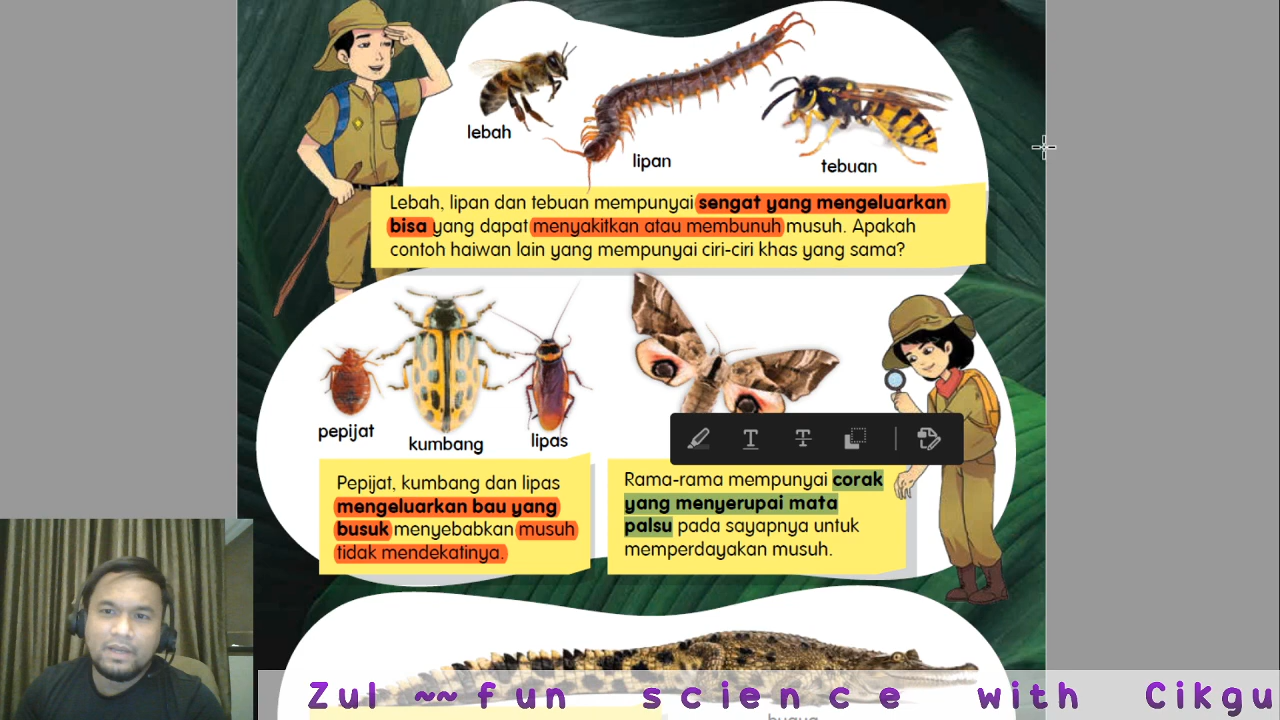 lebah
lipan
tebuan
Lebah, lipan dan tebuan mempunyai sengat yang mengeluarkan
bisa yang dapat menyakitkan atau membunuh musuh. Apakah
contoh haiwan lain yang mempunyai ciri-ciri khas yang sama?
pepijat
kumbang
lipas
Pepijat, kumbang dan lipas
mengeluarkan bau yang
busuk menyebabkan musuh
tidak mendekatinya.
Rama-rama mempunyai corak
yang menyerupai mata
palsu pada sayapnya untuk
memperdayakan musuh.
Zul ~~ fun science with Cikgu